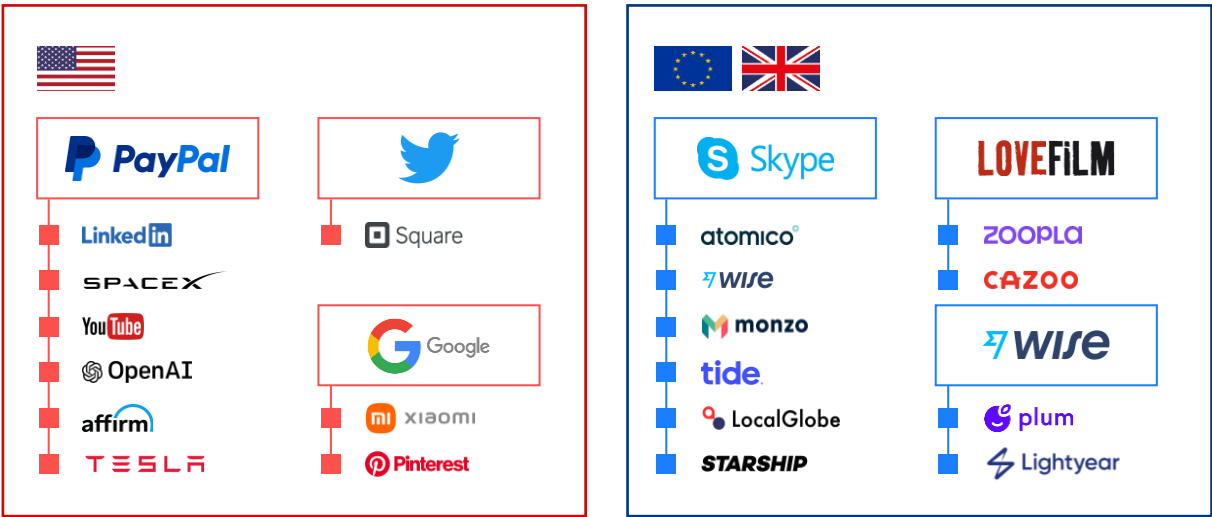 PayPal
LinkedIn
SPACEX
YouTube
OpenAI
affirm
TESLA
Square
Google
mi xiaomi
Pinterest
S Skype
atomico
wise
monzo
tide
LocalGlobe
STARSHIP
LOVEFiLM
ZOOPLA
CAZOO
wise
plum
Lightyear